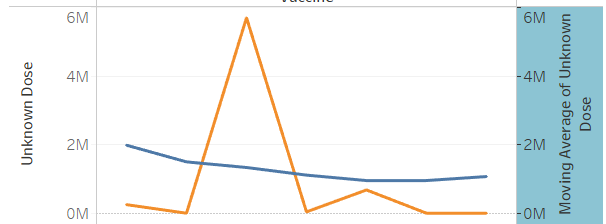 Vaccine
6M
4M
2M
0M
Unknown Dose
6M
4M
2M
0M
Moving Average of Unknown
Dose